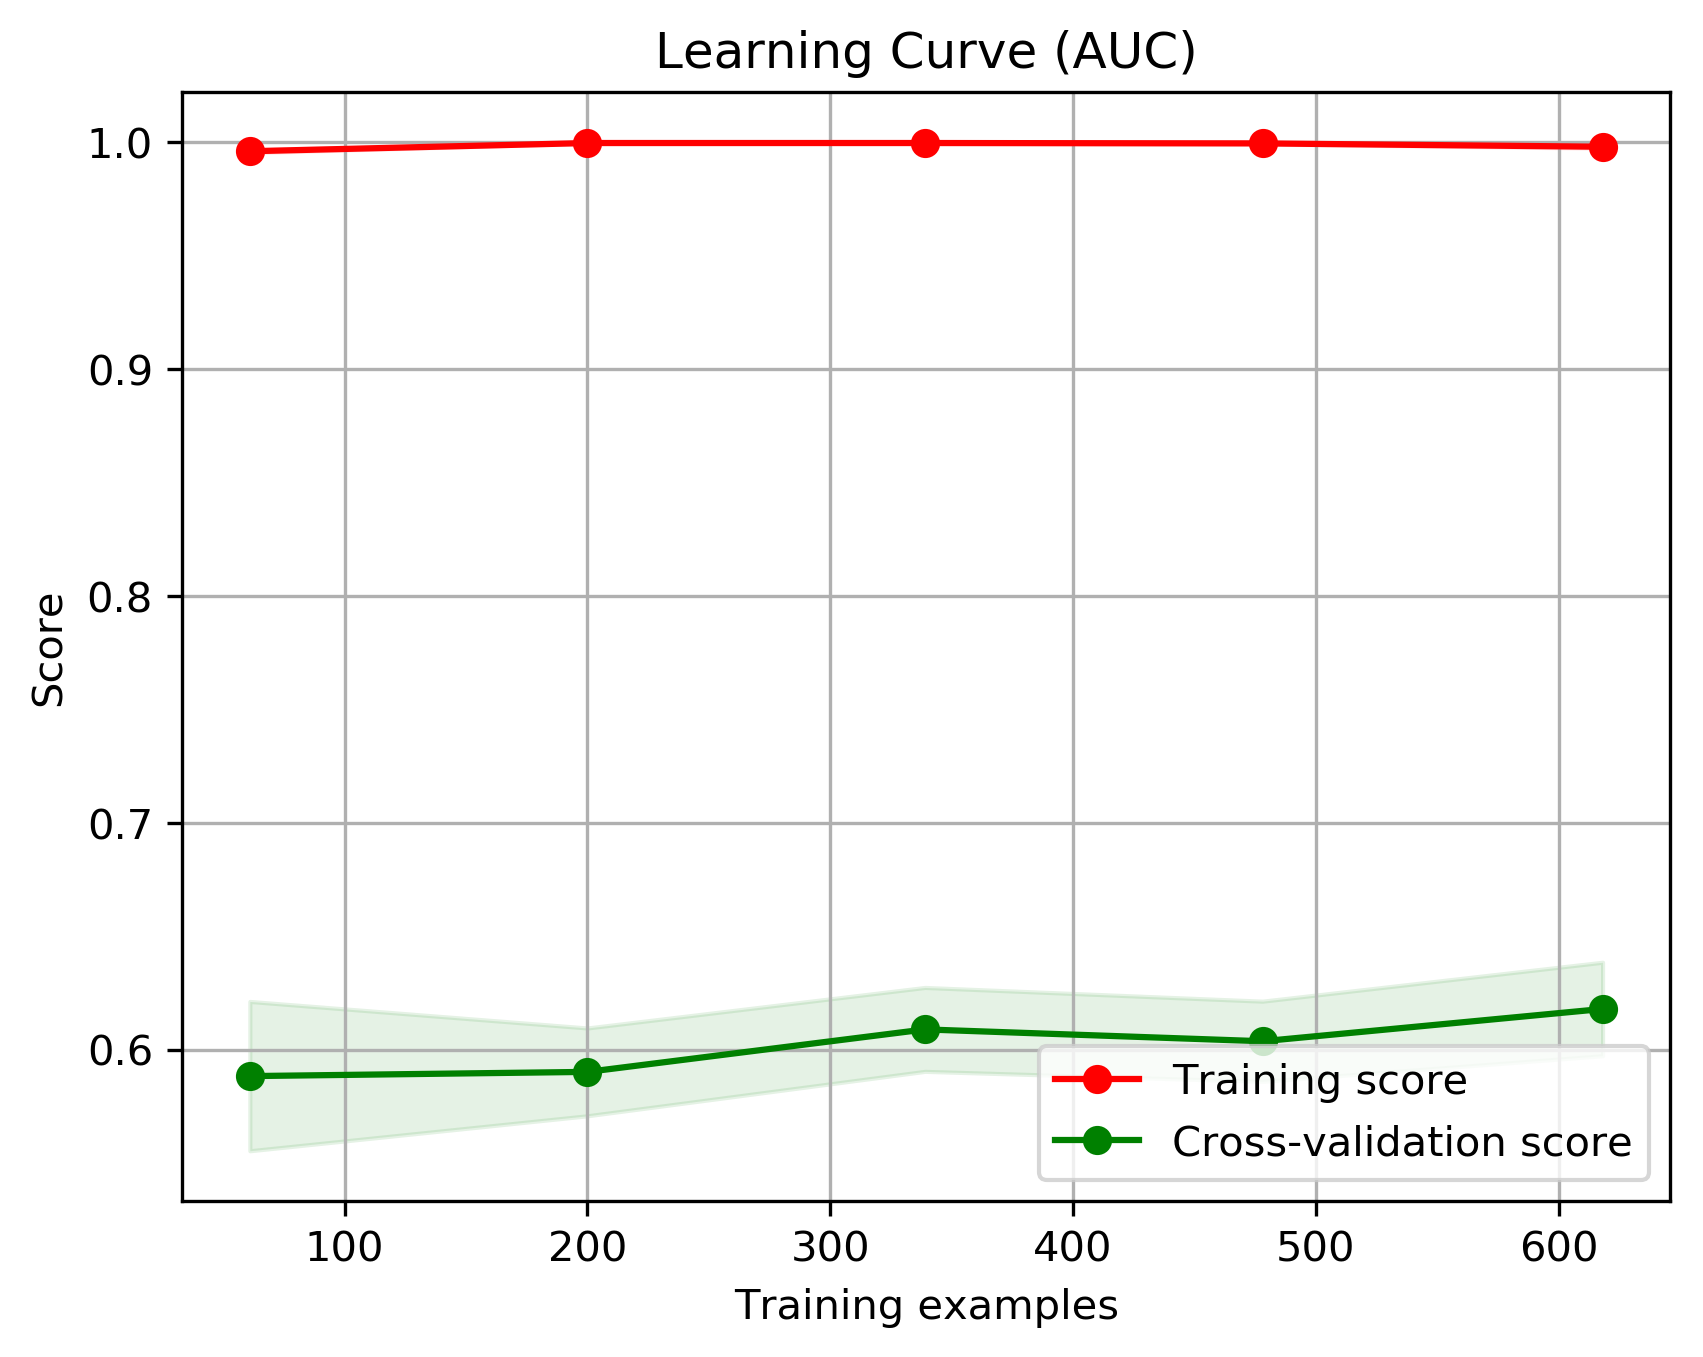 Learning Curve (AUC)
1.0
0.9
0.8
0.7
0.6
Score
Training score
Cross-validation score
100 200 300 400 500 600
Training examples